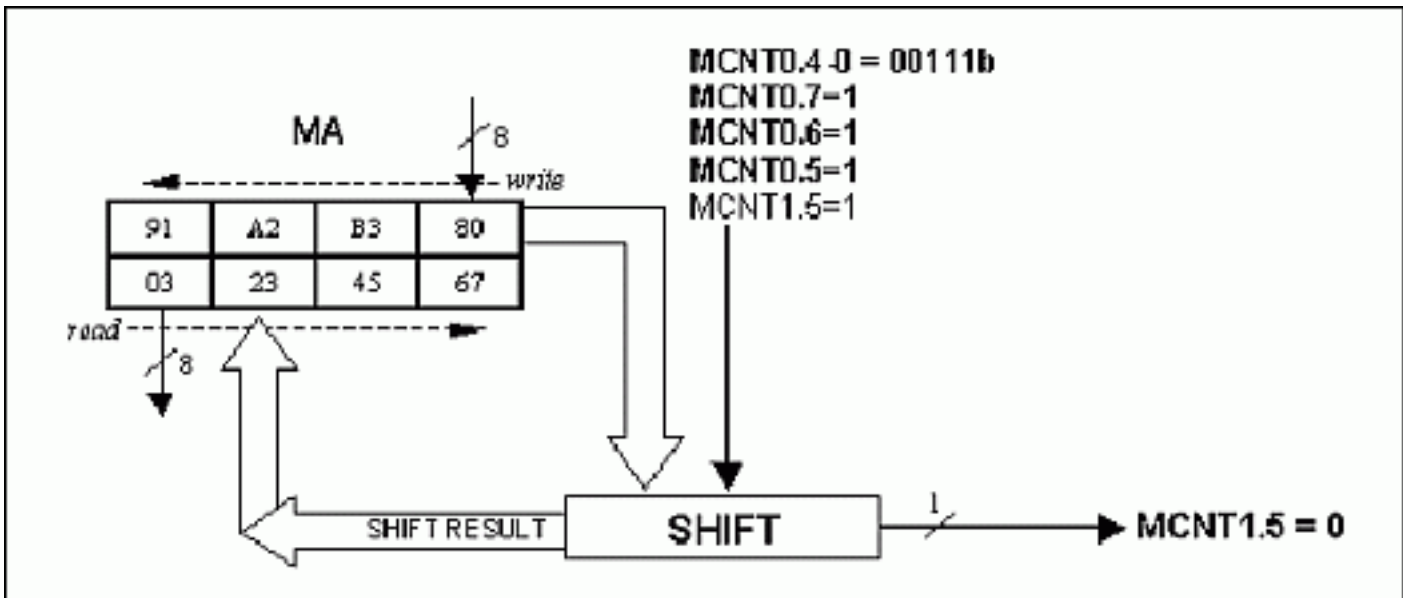 MCNT0.4-0 = 00111b
MCNT0.7=1
MCNT0.6=1
MCNT0.5=1
MCNT1.5=1
MA
8
write
91 A2 B3 80
03 23 45 67
read
8
SHIFT RESULT
SHIFT
1
MCNT1.5 = 0